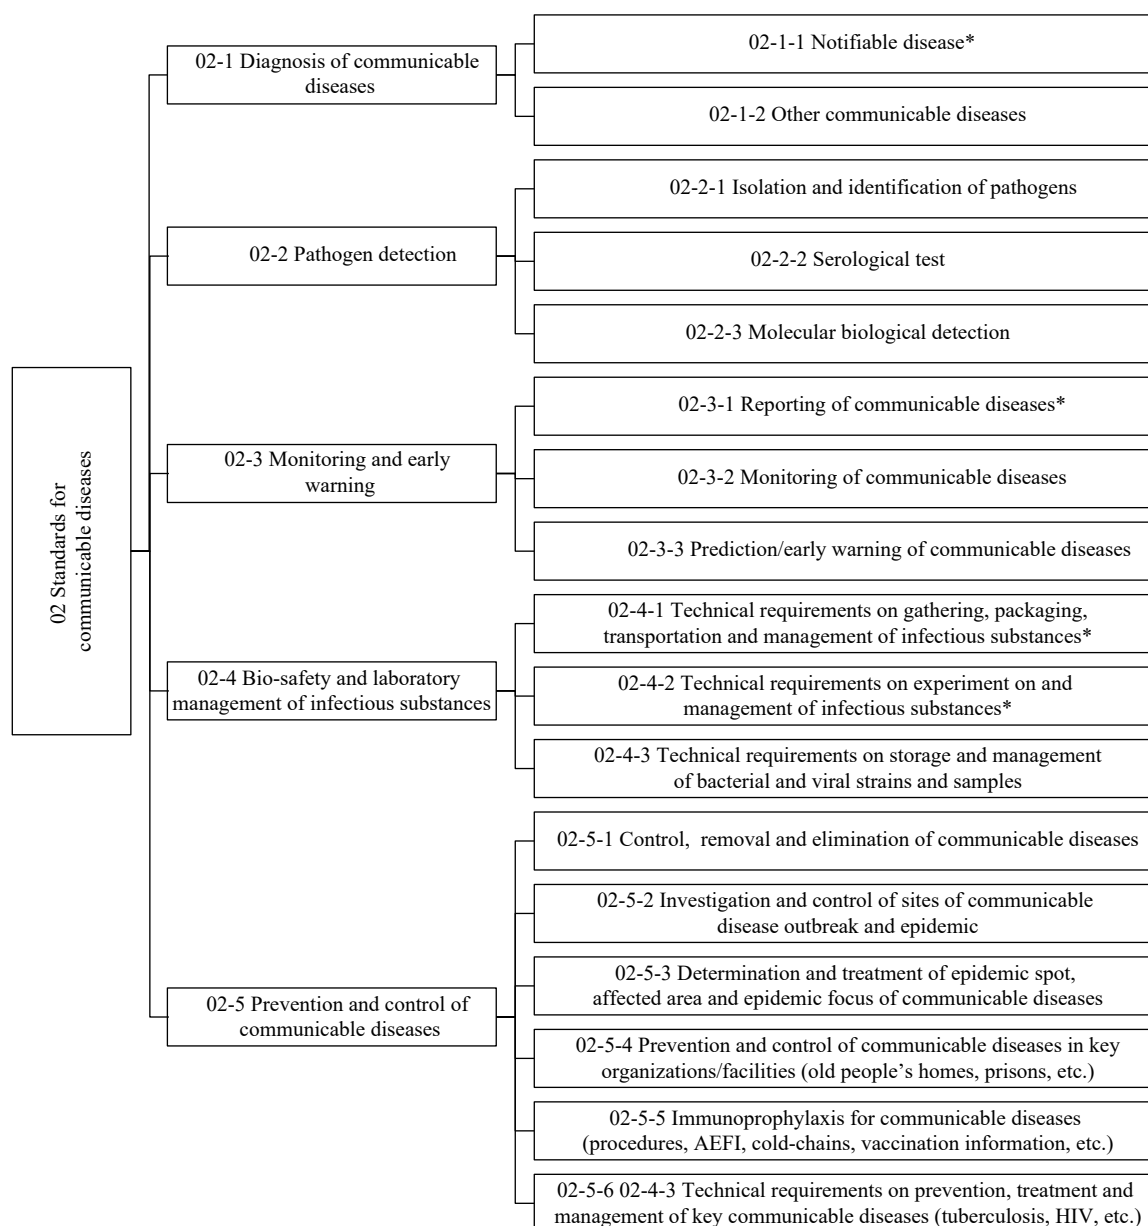 02 Standards for
communicable diseases
02-1 Diagnosis of communicable
diseases
02-1-1 Notifiable disease*
02-1-2 Other communicable diseases
02-2 Pathogen detection
02-2-1 Isolation and identification of pathogens
02-2-2 Serological test
02-2-3 Molecular biological detection
02-3 Monitoring and early
warning
02-3-1 Reporting of communicable diseases*
02-3-2 Monitoring of communicable diseases
02-3-3 Prediction/early warning of communicable diseases
02-4 Bio-safety and laboratory
management of infectious substances
02-4-1 Technical requirements on gathering, packaging,
transportation and management of infectious substances*
02-4-2 Technical requirements on experiment on and
management of infectious substances*
02-4-3 Technical requirements on storage and management
of bacterial and viral strains and samples
02-5 Prevention and control of
communicable diseases
02-5-1 Control,  removal and elimination of communicable diseases
02-5-2 Investigation and control of sites of communicable
disease outbreak and epidemic
02-5-3 Determination and treatment of epidemic spot,
affected area and epidemic focus of communicable diseases
02-5-4 Prevention and control of communicable diseases in key
organizations/facilities (old people’s homes, prisons, etc.)
02-5-5 Immunoprophylaxis for communicable diseases
(procedures, AEFI, cold-chains, vaccination information, etc.)
02-5-6 02-4-3 Technical requirements on prevention, treatment and
management of key communicable diseases (tuberculosis, HIV, etc.)